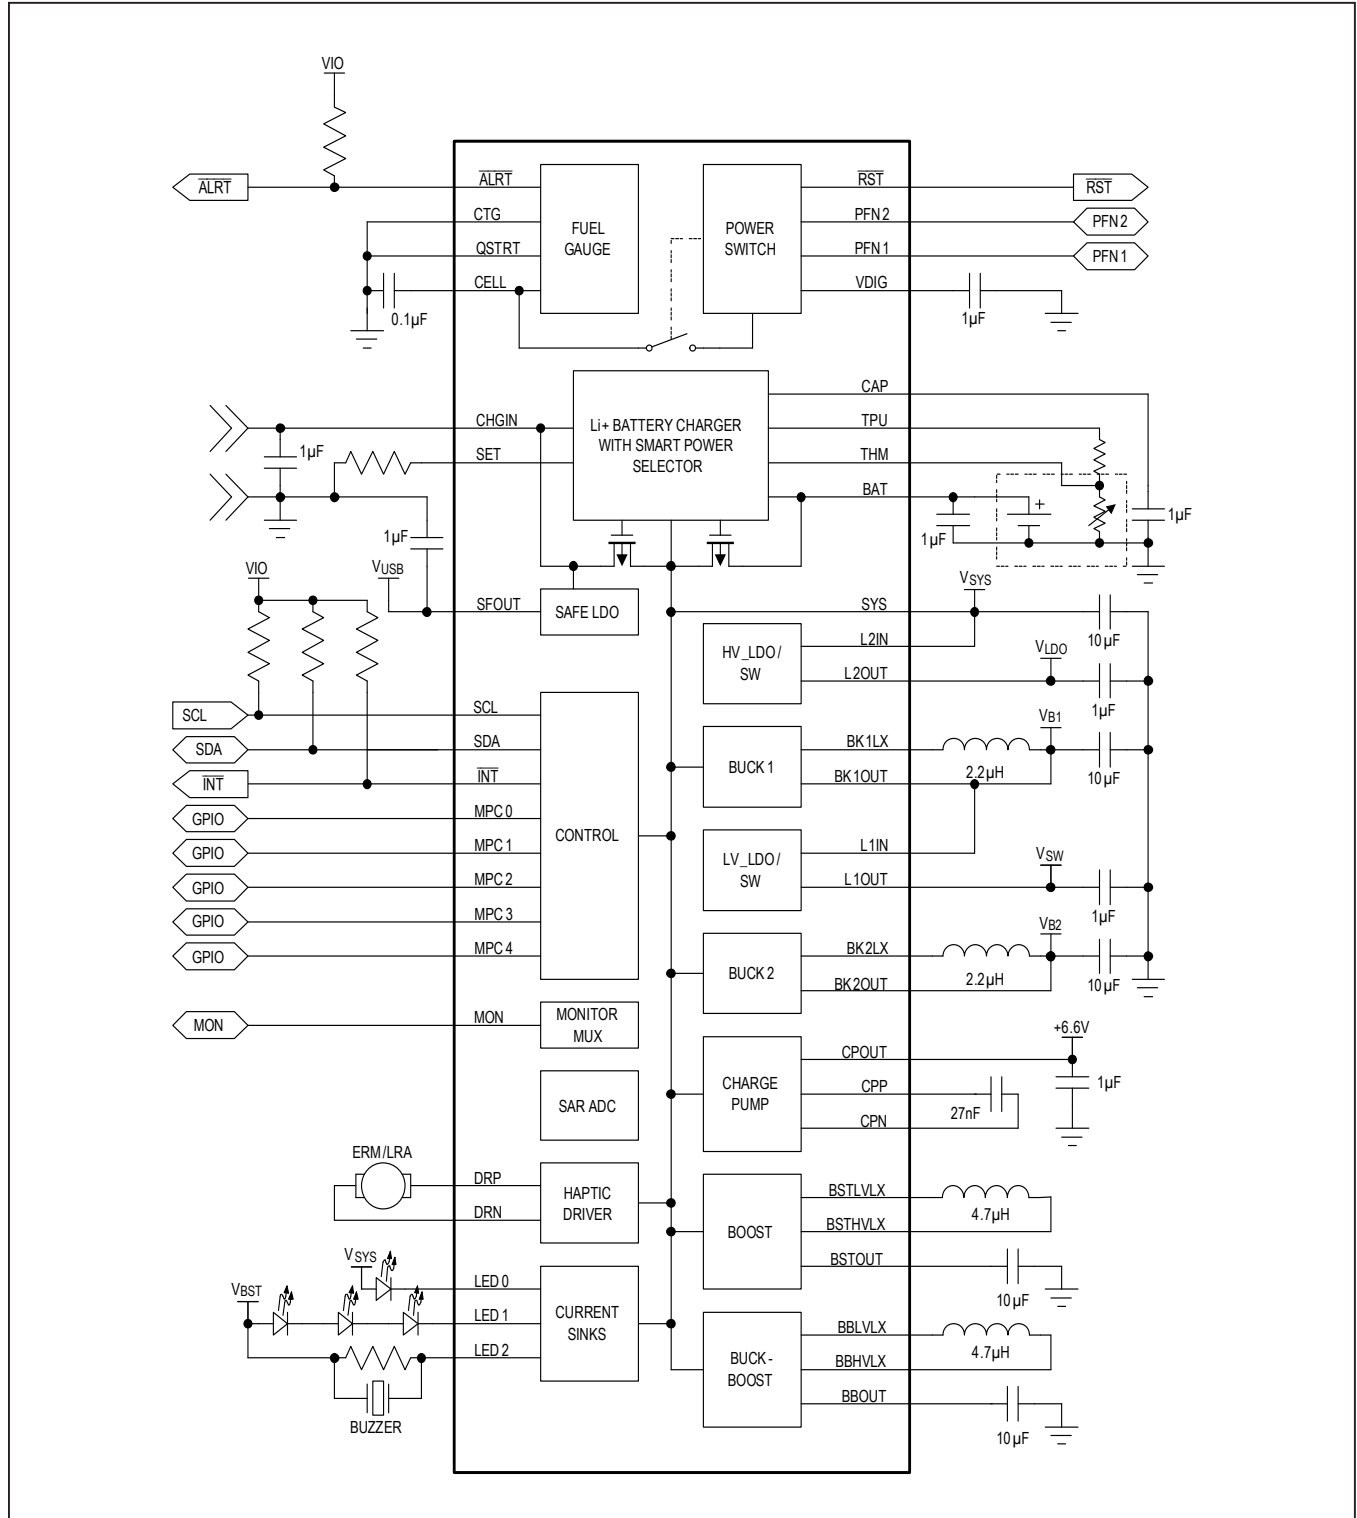 VIO
ALRT
ALRT
CTG
QSTRT
CELL
0.1µF
FUEL
GAUGE
POWER
SWITCH
RST
PFN2
PFN1
VDIG
1µF
RST
PFN2
PFN1
CHGIN
SET
1µF
Li+ BATTERY CHARGER
WITH SMART POWER
SELECTOR
CAP
TPU
THM
BAT
1µF
+
1µF
1µF
VUSB
SFOUT
SAFE LDO
VIO
VSYS
SYS
10µF
HV_LDO/
SW
L2IN
L2OUT
VLDO
1µF
SCL
SDA
INT
GPIO
GPIO
GPIO
GPIO
GPIO
SCL
SDA
INT
MPC0
MPC1
MPC2
MPC3
MPC4
CONTROL
BUCK1
BK1LX
BK1OUT
2.2µH
VB1
10µF
LV_LDO/
SW
L1IN
L1OUT
VSW
1µF
BUCK2
BK2LX
BK2OUT
2.2µH
VB2
10µF
MON
MON
MONITOR
MUX
SAR ADC
CHARGE
PUMP
CPOUT
CPP
CPN
27nF
+6.6V
1µF
ERM/LRA
DRP
DRN
HAPTIC
DRIVER
BOOST
BSTLVLX
BSTHVLX
BSTOUT
4.7µH
10µF
VSYS
VBST
LED0
LED1
LED2
CURRENT
SINKS
BUZZER
BUCK-
BOOST
BBLVLX
BBHVLX
BBOUT
4.7µH
10µF